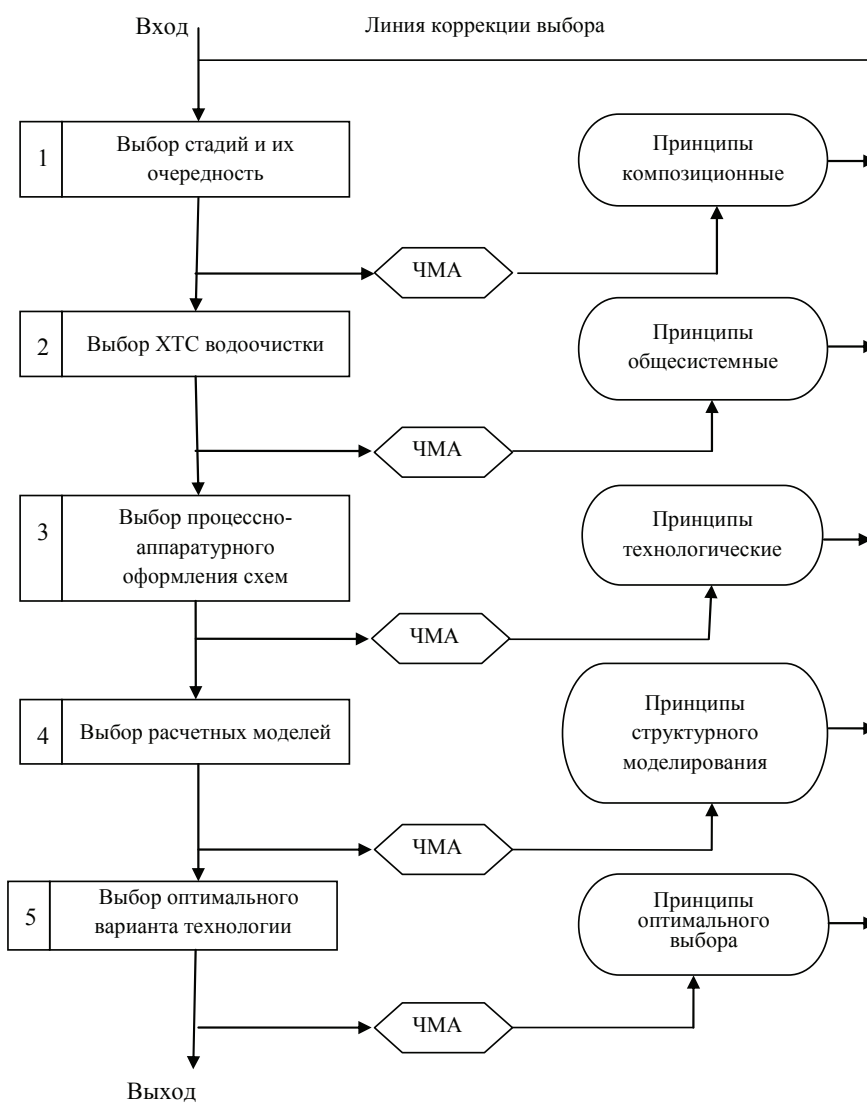 Вход
Линия коррекции выбора
1
Выбор стадий и их
очередность
Принципы
композиционные
ЧМА
2
Выбор ХТС водоочистки
Принципы
общесистемные
ЧМА
3
Выбор процессно-
аппаратурного
оформления схем
Принципы
технологические
ЧМА
4
Выбор расчетных моделей
Принципы
структурного
моделирования
ЧМА
5
Выбор оптимального
варианта технологии
Принципы
оптимального
выбора
ЧМА
Выход